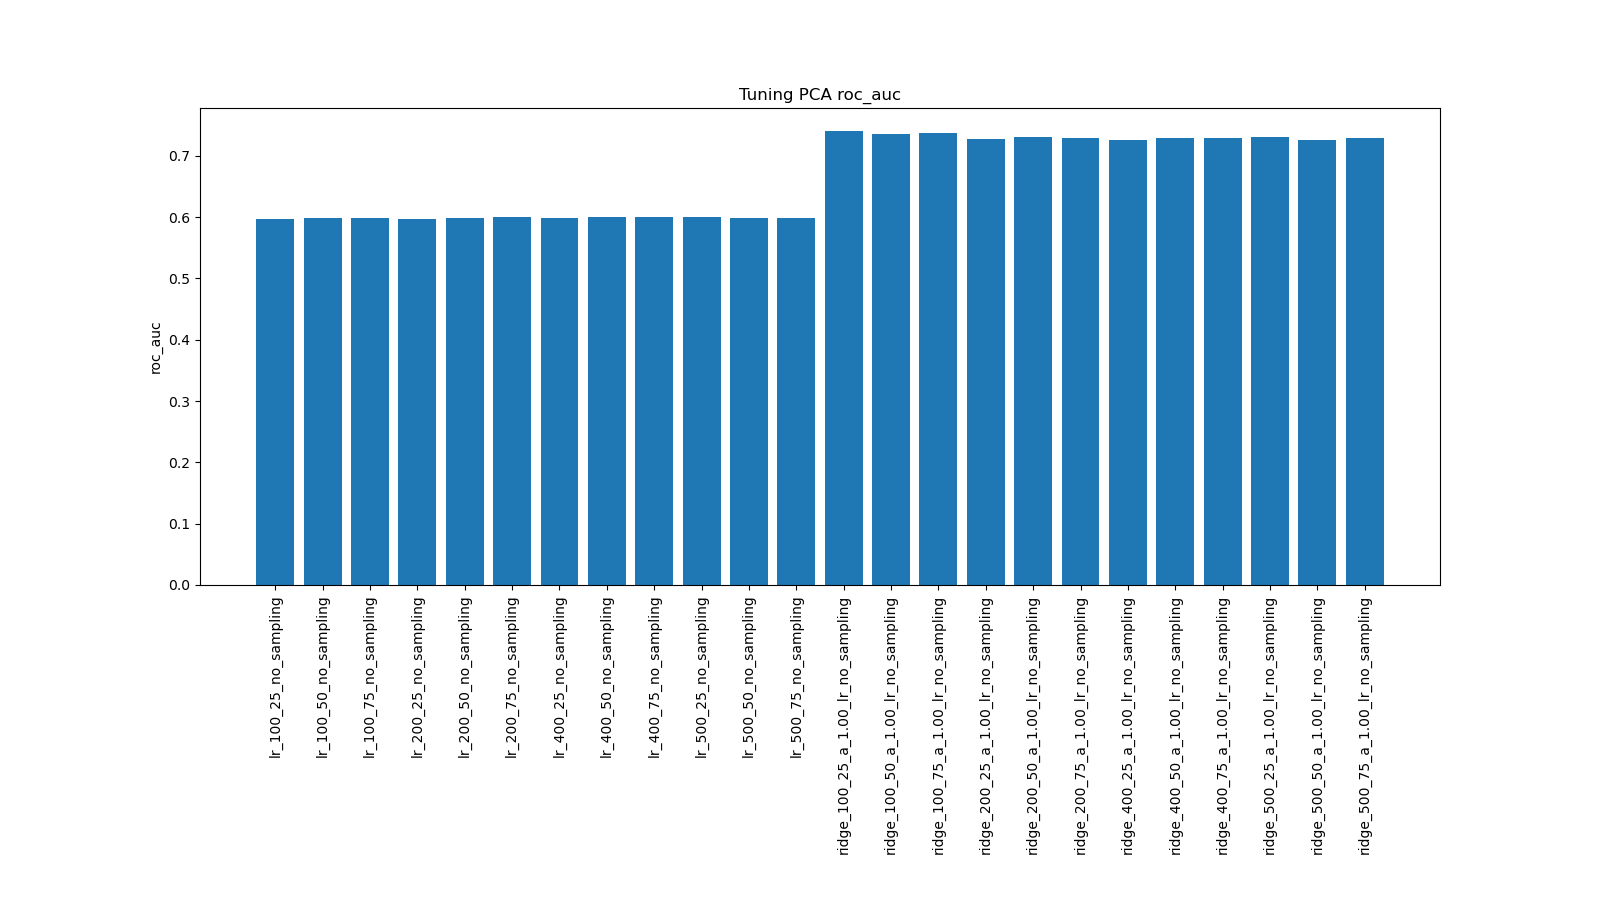 Tuning PCA roc_auc
roc_auc
0.7
0.6
0.5
0.4
0.3
0.2
0.1
0.0
lr_100_25_no_sampling
lr_100_50_no_sampling
lr_100_75_no_sampling
lr_200_25_no_sampling
lr_200_50_no_sampling
lr_200_75_no_sampling
lr_400_25_no_sampling
lr_400_50_no_sampling
lr_400_75_no_sampling
lr_500_25_no_sampling
lr_500_50_no_sampling
lr_500_75_no_sampling
ridge_100_25_a_1.00_lr_no_sampling
ridge_100_50_a_1.00_lr_no_sampling
ridge_100_75_a_1.00_lr_no_sampling
ridge_200_25_a_1.00_lr_no_sampling
ridge_200_50_a_1.00_lr_no_sampling
ridge_200_75_a_1.00_lr_no_sampling
ridge_400_25_a_1.00_lr_no_sampling
ridge_400_50_a_1.00_lr_no_sampling
ridge_400_75_a_1.00_lr_no_sampling
ridge_500_25_a_1.00_lr_no_sampling
ridge_500_50_a_1.00_lr_no_sampling
ridge_500_75_a_1.00_lr_no_sampling